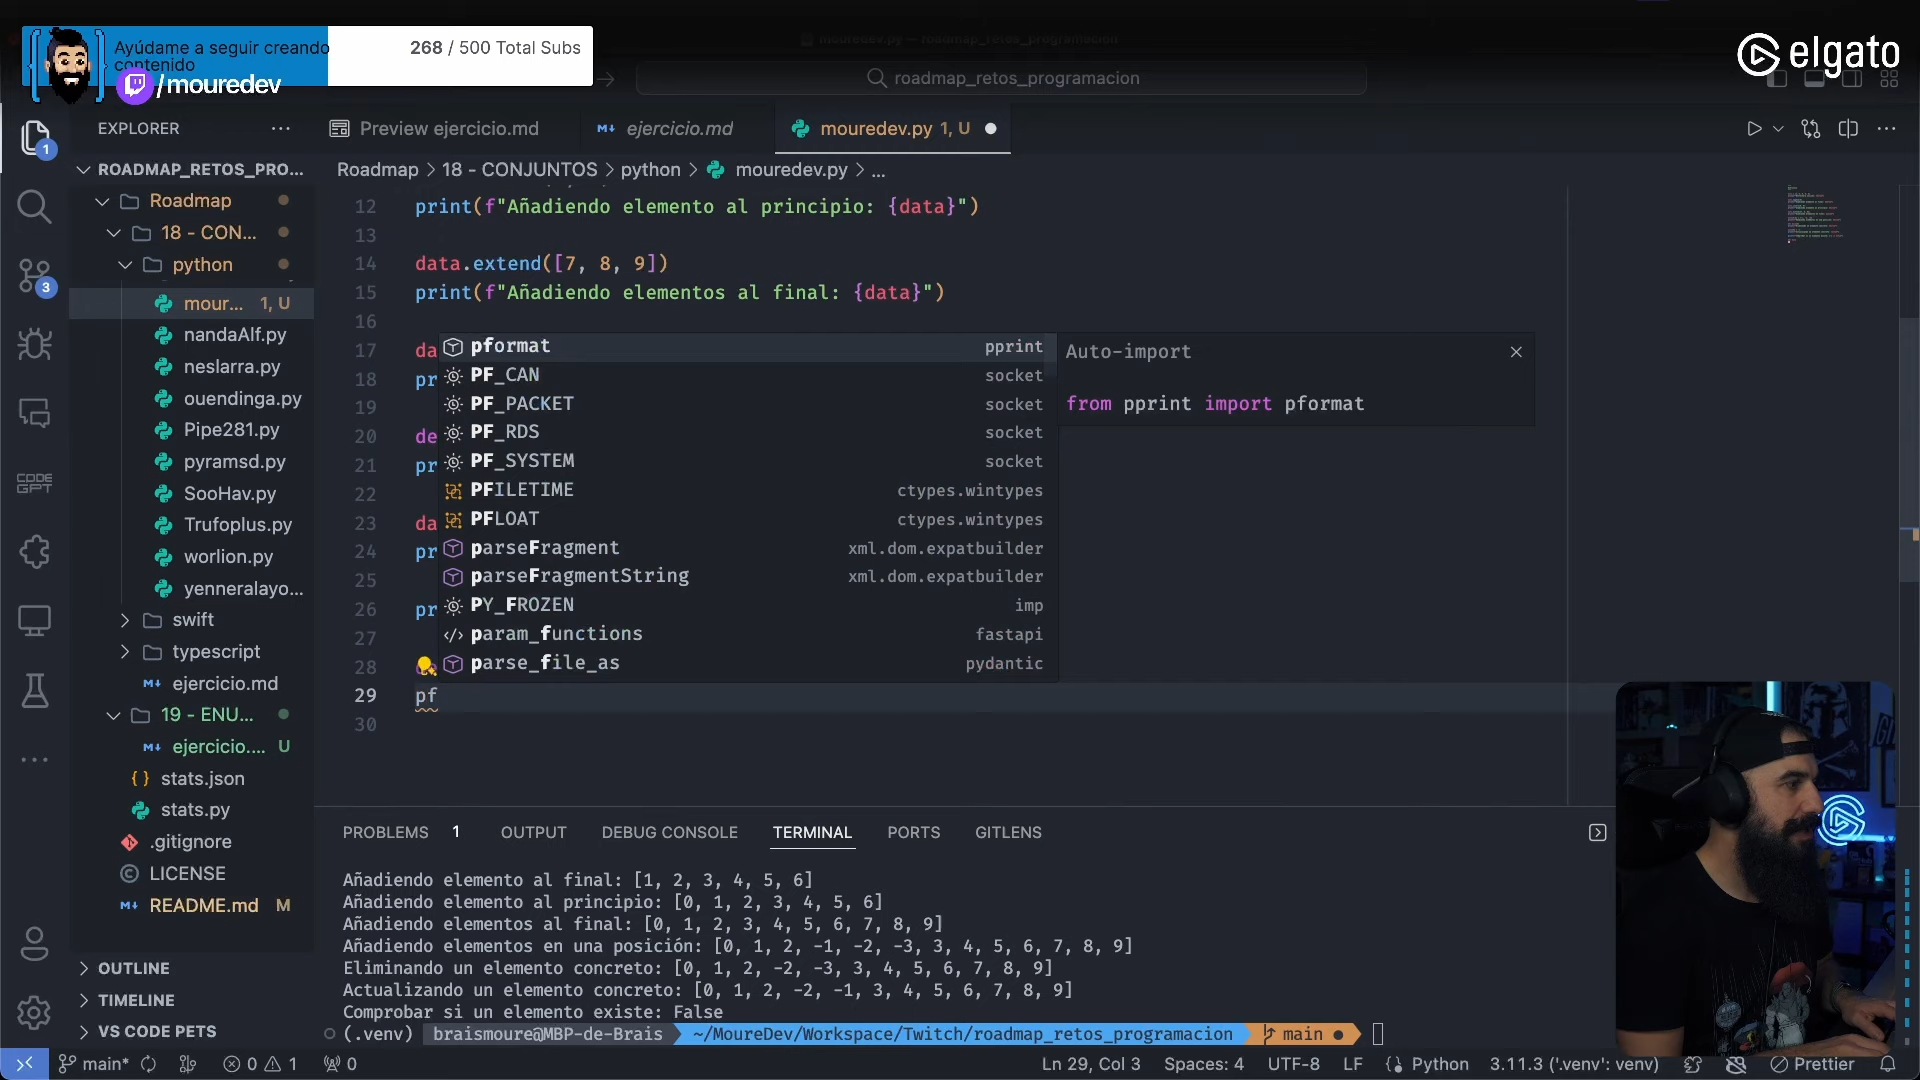 Ayúdame a seguir creando
contenido
/mouredev
268 / 500 Total Subs
elgato
roadmap_retos_programacion
EXPLORER
Preview ejercicio.md
ejercicio.md
mouredev.py 1, U
ROADMAP_RETOS_PRO...
Roadmap
18 - CON...
python
mour... 1, U
nandaAlf.py
neslarra.py
ouendinga.py
Pipe281.py
pyramsd.py
SooHav.py
Trufoplus.py
worlion.py
yenneralayo...
swift
typescript
ejercicio.md
19 - ENU...
ejercicio.... U
stats.json
stats.py
.gitignore
LICENSE
README.md M
OUTLINE
TIMELINE
VS CODE PETS
1
3
CODE
GPT
Roadmap > 18 - CONJUNTOS > python > mouredev.py > ...
12 print(f"Añadiendo elemento al principio: {data}")
13
14 data.extend([7, 8, 9])
15 print(f"Añadiendo elementos al final: {data}")
16
17 da
18 pr
19
20 de
21 pr
22
23 da
24 pr
25
26 pr
27
28
29 pf
30
pformat pprint
PF_CAN socket
PF_PACKET socket
PF_RDS socket
PF_SYSTEM socket
PFILETIME ctypes.wintypes
PFLOAT ctypes.wintypes
parseFragment xml.dom.expatbuilder
parseFragmentString xml.dom.expatbuilder
PY_FROZEN imp
param_functions fastapi
parse_file_as pydantic
Auto-import
from pprint import pformat
PROBLEMS 1 OUTPUT DEBUG CONSOLE TERMINAL PORTS GITLENS
Añadiendo elemento al final: [1, 2, 3, 4, 5, 6]
Añadiendo elemento al principio: [0, 1, 2, 3, 4, 5, 6]
Añadiendo elementos al final: [0, 1, 2, 3, 4, 5, 6, 7, 8, 9]
Añadiendo elementos en una posición: [0, 1, 2, -1, -2, -3, 3, 4, 5, 6, 7, 8, 9]
Eliminando un elemento concreto: [0, 1, 2, -2, -3, 3, 4, 5, 6, 7, 8, 9]
Actualizando un elemento concreto: [0, 1, 2, -2, -1, 3, 4, 5, 6, 7, 8, 9]
Comprobar si un elemento existe: False
(.venv) braismoure@MBP-de-Brais ~/MoureDev/Workspace/Twitch/roadmap_retos_programacion main
main* 0 1 0 Ln 29, Col 3 Spaces: 4 UTF-8 LF Python 3.11.3 ('.venv': venv) Prettier